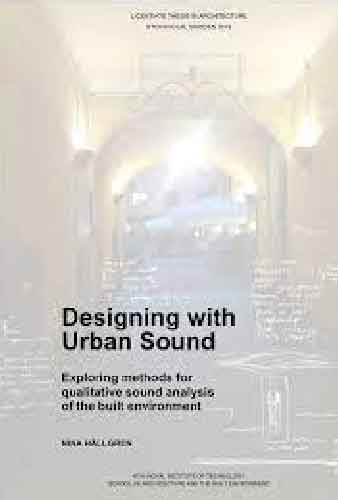 LICENTIATE THESIS IN ARCHITECTURE
STOCKHOLM, SWEDEN
Designing with
Urban Sound
Exploring methods for
qualitative sound analysis
of the built environment
NINA HÄLLGREN
KTH ROYAL INSTITUTE OF TECHNOLOGY
SCHOOL OF ARCHITECTURE AND THE BUILT ENVIRONMENT